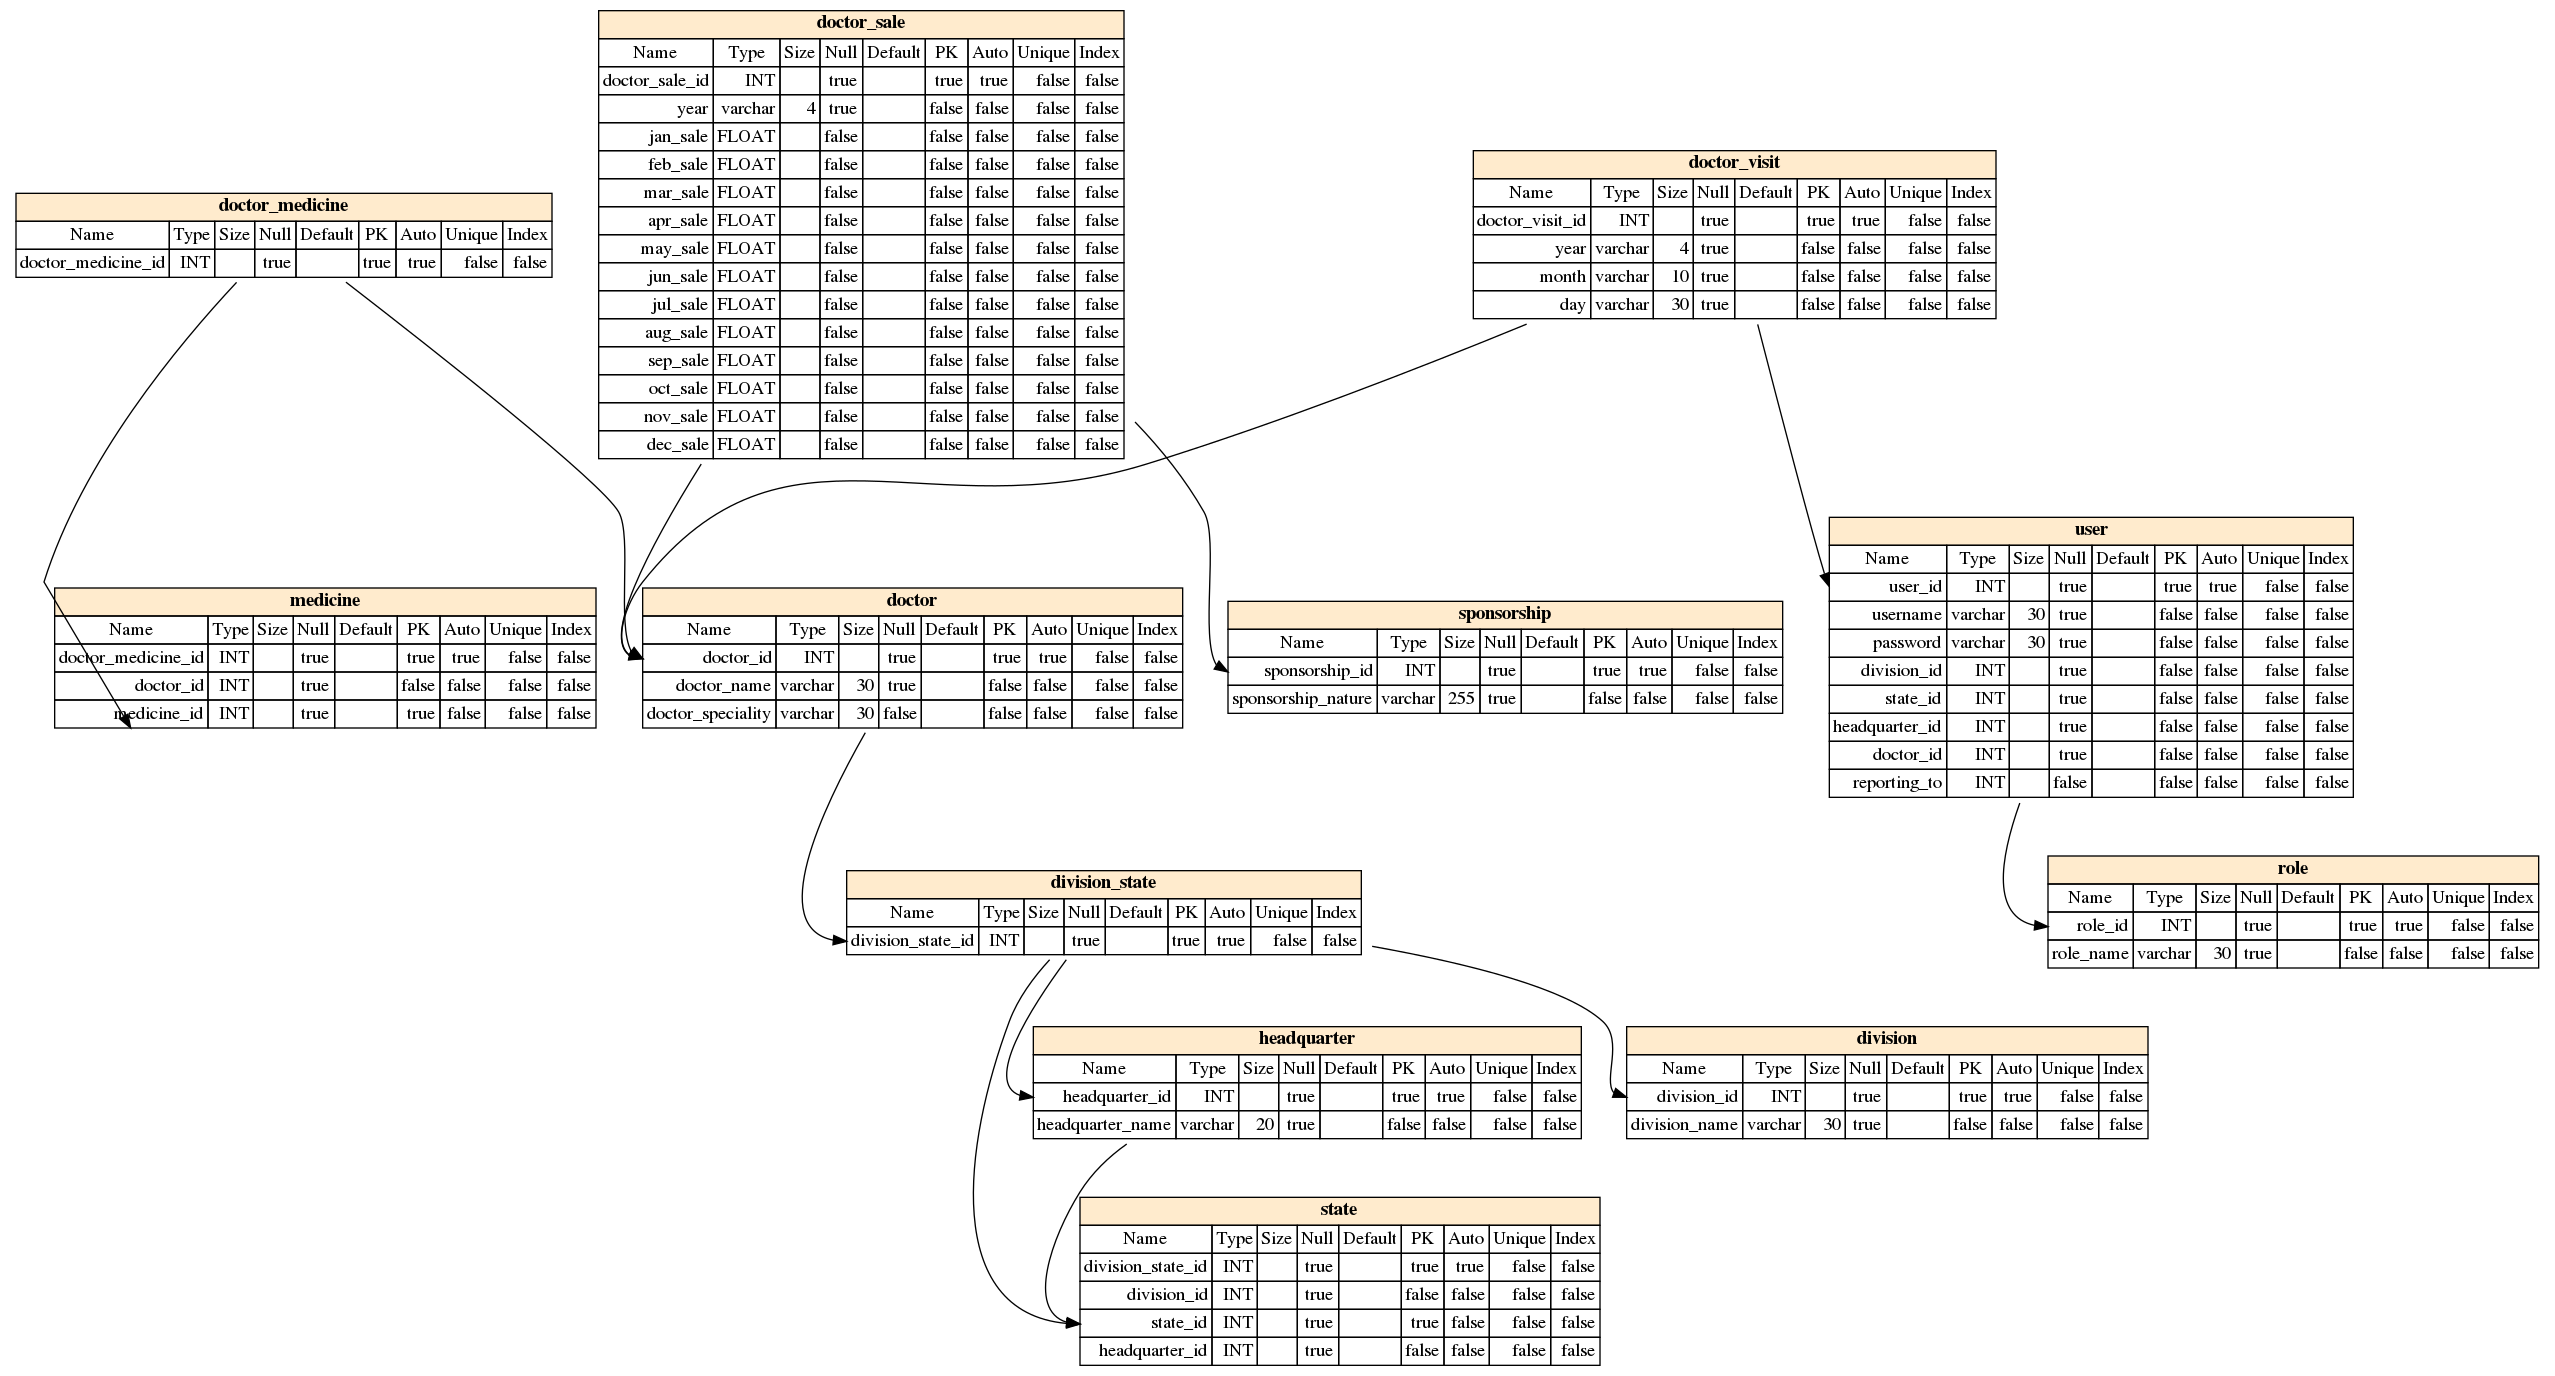 doctor_sale
Name Type Size Null Default PK Auto Unique Index
doctor_sale_id INT true true true false false
year varchar 4 true false false false false
jan_sale FLOAT false false false false false
feb_sale FLOAT false false false false false
mar_sale FLOAT false false false false false
apr_sale FLOAT false false false false false
may_sale FLOAT false false false false false
jun_sale FLOAT false false false false false
jul_sale FLOAT false false false false false
aug_sale FLOAT false false false false false
sep_sale FLOAT false false false false false
oct_sale FLOAT false false false false false
nov_sale FLOAT false false false false false
dec_sale FLOAT false false false false false
doctor_visit
Name Type Size Null Default PK Auto Unique Index
doctor_visit_id INT true true true false false
year varchar 4 true false false false false
month varchar 10 true false false false false
day varchar 30 true false false false false
doctor_medicine
Name Type Size Null Default PK Auto Unique Index
doctor_medicine_id INT true true true false false
user
Name Type Size Null Default PK Auto Unique Index
user_id INT true true true false false
username varchar 30 true false false false false
password varchar 30 true false false false false
division_id INT true false false false false
state_id INT true false false false false
headquarter_id INT true false false false false
doctor_id INT true false false false false
reporting_to INT false false false false false
medicine
Name Type Size Null Default PK Auto Unique Index
doctor_medicine_id INT true true true false false
doctor_id INT true false false false false
medicine_id INT true true false false false
doctor
Name Type Size Null Default PK Auto Unique Index
doctor_id INT true true true false false
doctor_name varchar 30 true false false false false
doctor_speciality varchar 30 false false false false false
sponsorship
Name Type Size Null Default PK Auto Unique Index
sponsorship_id INT true true true false false
sponsorship_nature varchar 255 true false false false false
role
Name Type Size Null Default PK Auto Unique Index
role_id INT true true true false false
role_name varchar 30 true false false false false
division_state
Name Type Size Null Default PK Auto Unique Index
division_state_id INT true true true false false
headquarter
Name Type Size Null Default PK Auto Unique Index
headquarter_id INT true true true false false
headquarter_name varchar 20 true false false false false
division
Name Type Size Null Default PK Auto Unique Index
division_id INT true true true false false
division_name varchar 30 true false false false false
state
Name Type Size Null Default PK Auto Unique Index
division_state_id INT true true true false false
division_id INT true false false false false
state_id INT true true false false false
headquarter_id INT true false false false false